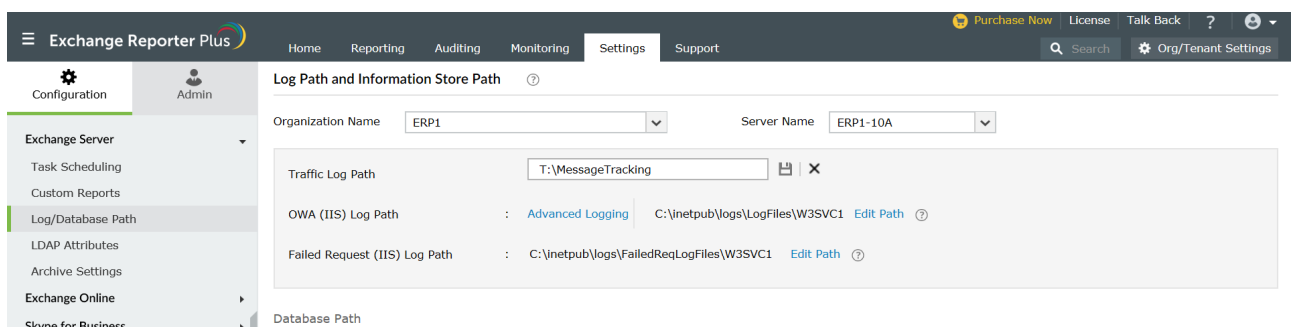 Purchase Now License Talk Back ?
Exchange Reporter Plus
Home Reporting Auditing Monitoring Settings Support
Search Org/Tenant Settings
Configuration Admin
Log Path and Information Store Path ?
Organization Name ERP1 Server Name ERP1-10A
Exchange Server
Task Scheduling
Custom Reports
Log/Database Path
LDAP Attributes
Archive Settings
Exchange Online
Skype for Business
Traffic Log Path T:\MessageTracking
OWA (IIS) Log Path : Advanced Logging C:\inetpub\logs\LogFiles\W3SVC1 Edit Path ?
Failed Request (IIS) Log Path : C:\inetpub\logs\FailedReqLogFiles\W3SVC1 Edit Path ?
Database Path